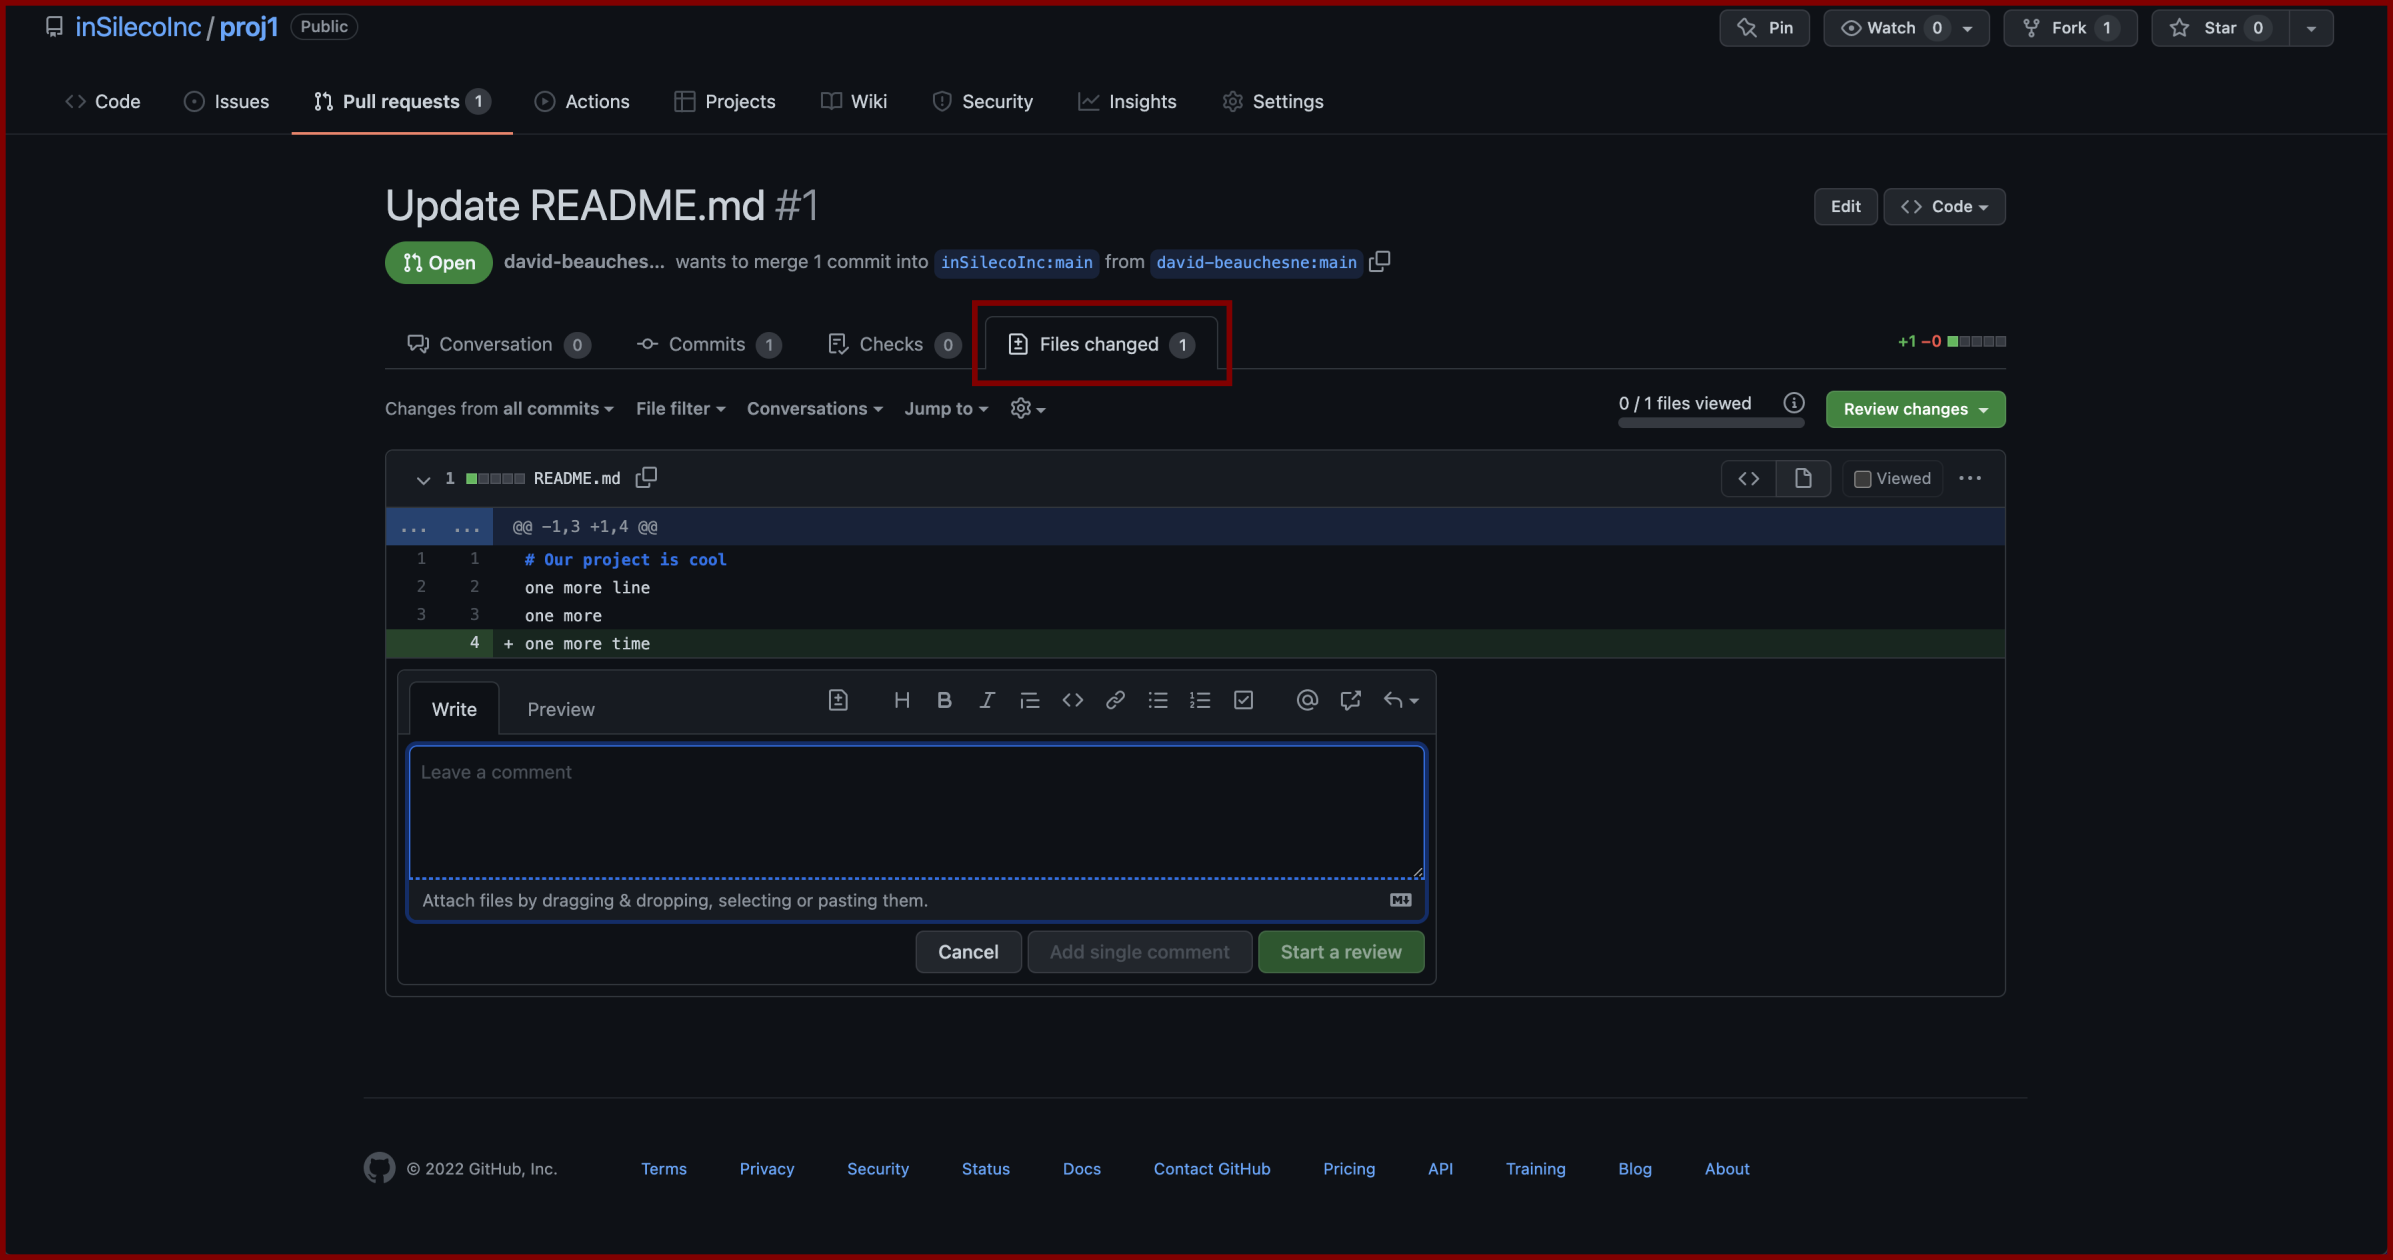 inSilecoInc / proj1 Public Pin Watch 0 Fork 1 Star 0
Code Issues Pull requests 1 Actions Projects Wiki Security Insights Settings
Update README.md #1 Edit Code
Open david-beauches... wants to merge 1 commit into inSilecoInc:main from david-beauchesne:main
Conversation 0 Commits 1 Checks 0 Files changed 1 +1 −0
Changes from all commits File filter Conversations Jump to 0 / 1 files viewed Review changes
1 README.md Viewed ...
... ... @@ -1,3 +1,4 @@
1 1 # Our project is cool
2 2 one more line
3 3 one more
4 + one more time
Write Preview
Leave a comment
Attach files by dragging & dropping, selecting or pasting them.
Cancel Add single comment Start a review
© 2022 GitHub, Inc. Terms Privacy Security Status Docs Contact GitHub Pricing API Training Blog About